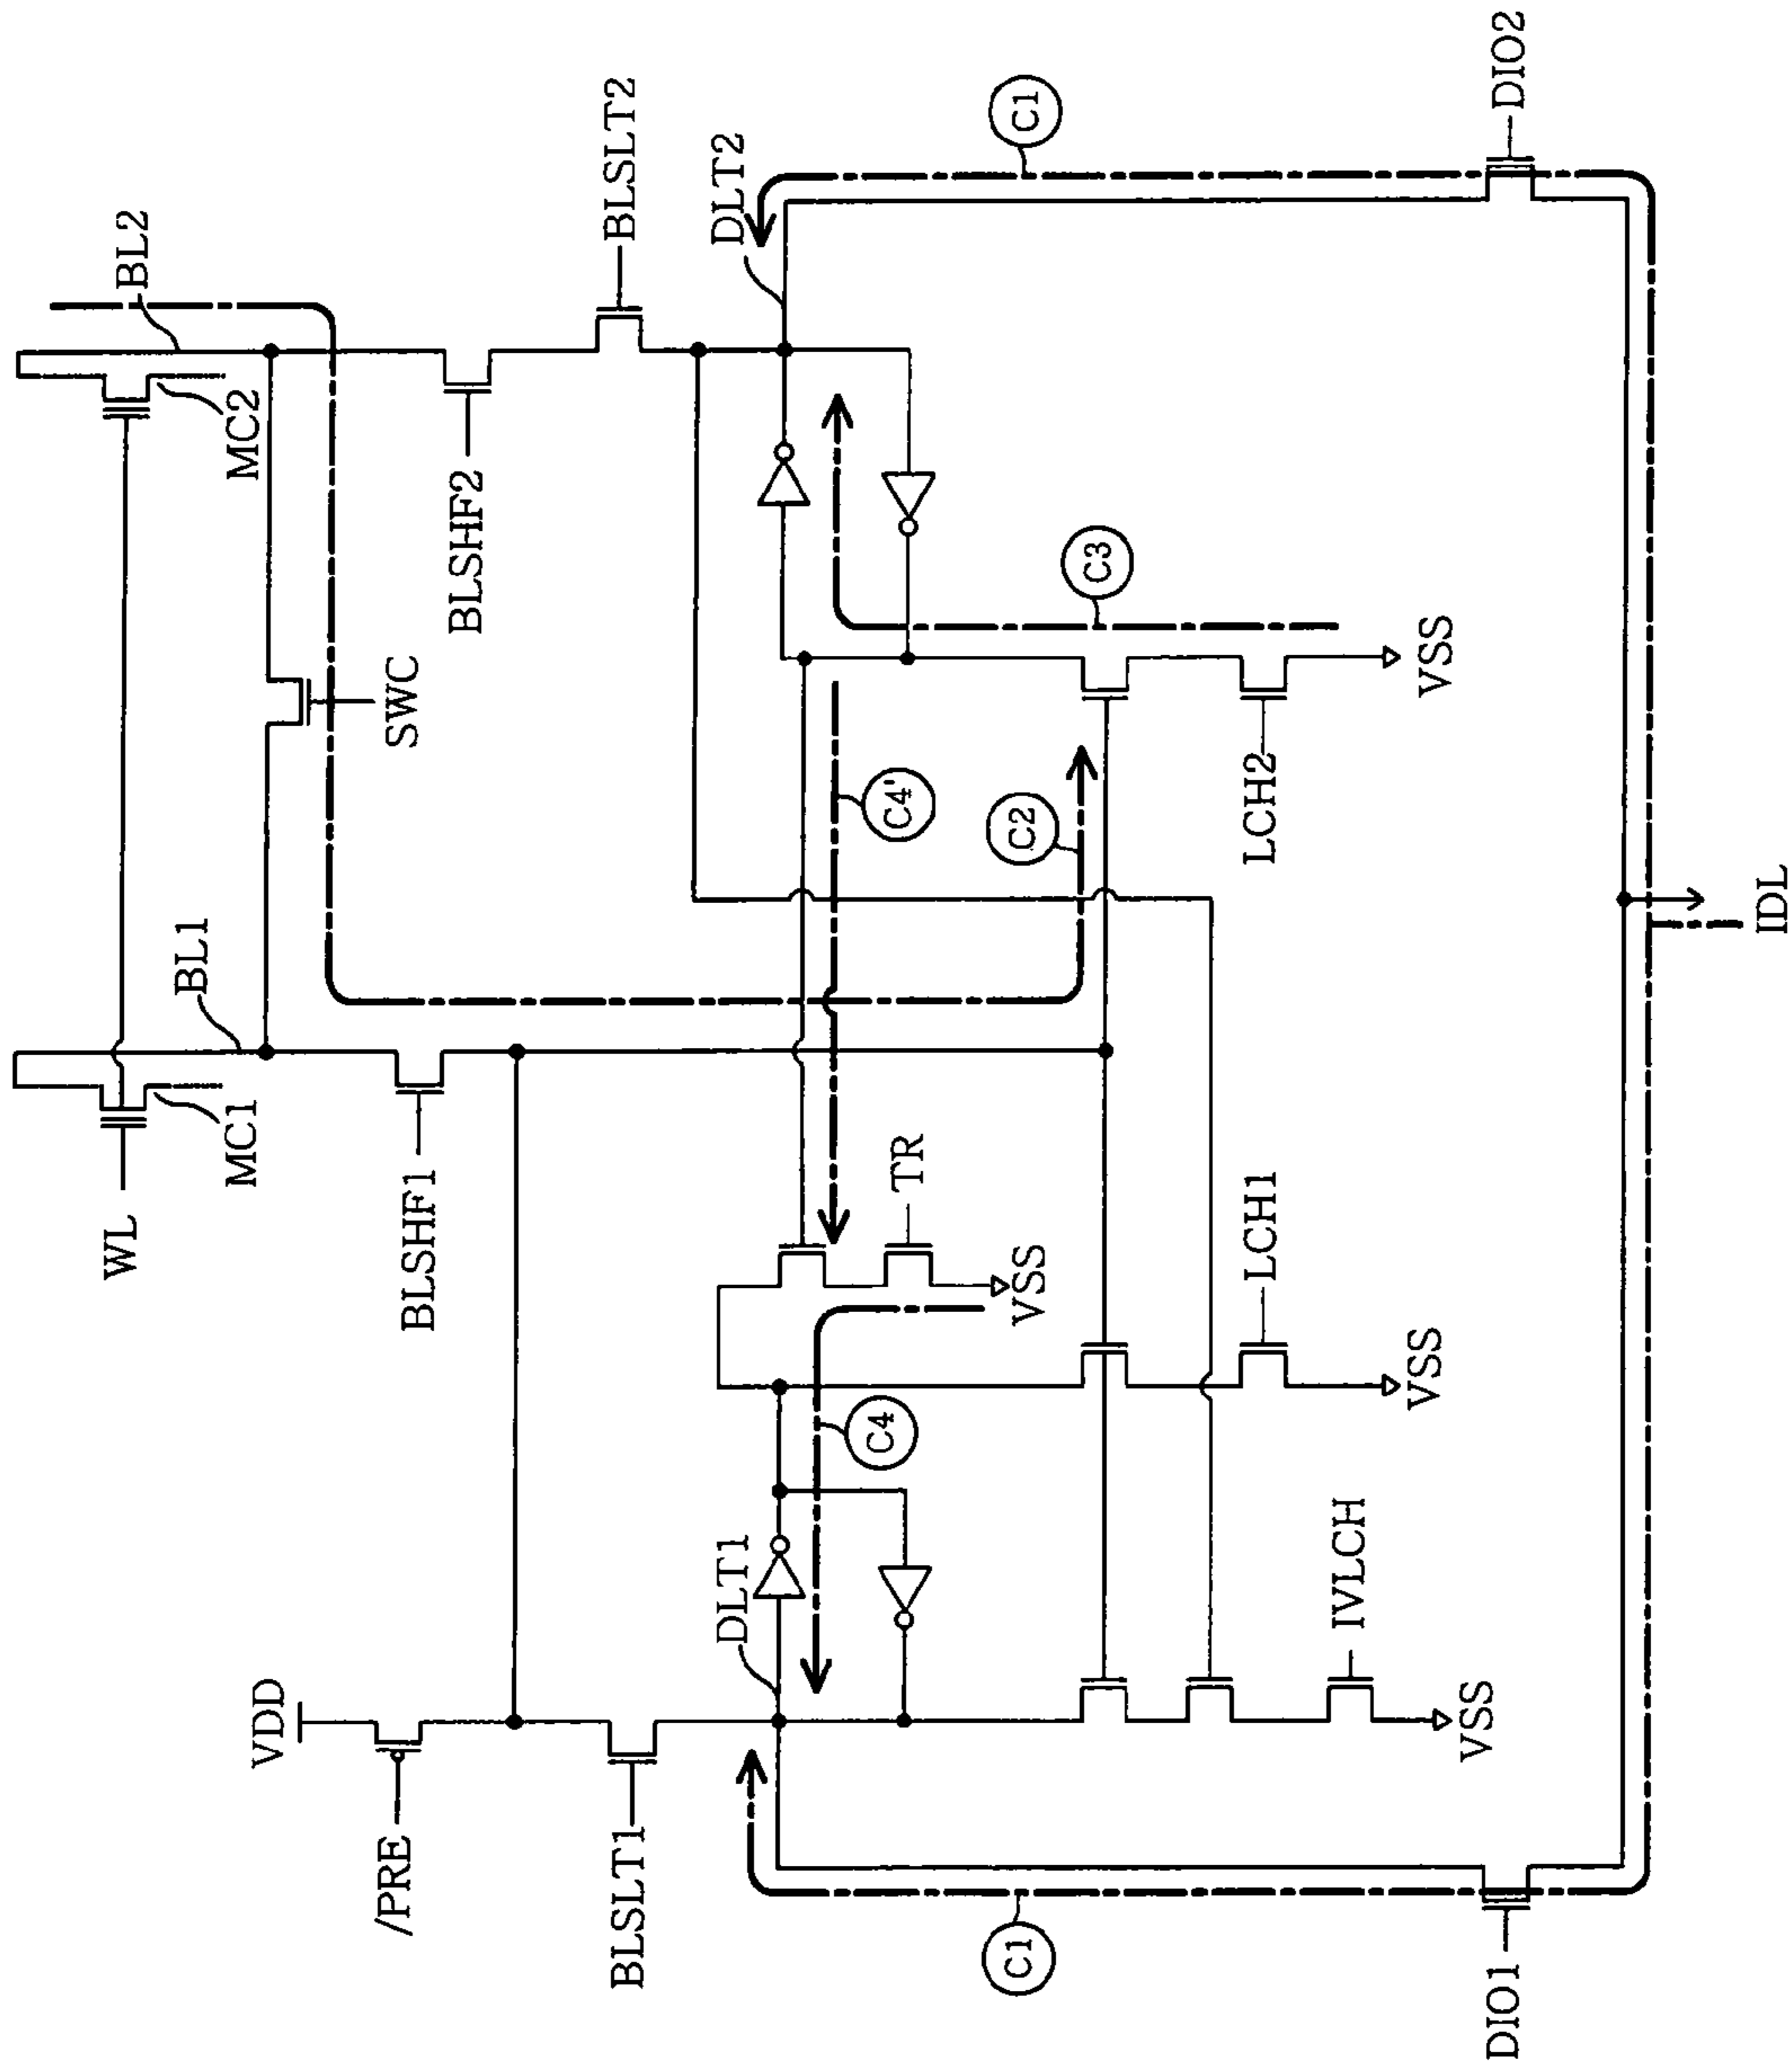 WL
MC1
BL1
MC2
BL2
SWC
VDD
/PRE
BLSHF1
BLSHF2
BLSLT2
BLSLT1
DLT1
DLT2
TR
VSS
C4
C4'
C2
C3
C1
IVLCH
LCH1
LCH2
VSS
VSS
VSS
C1
DIO1
DIO2
IDL